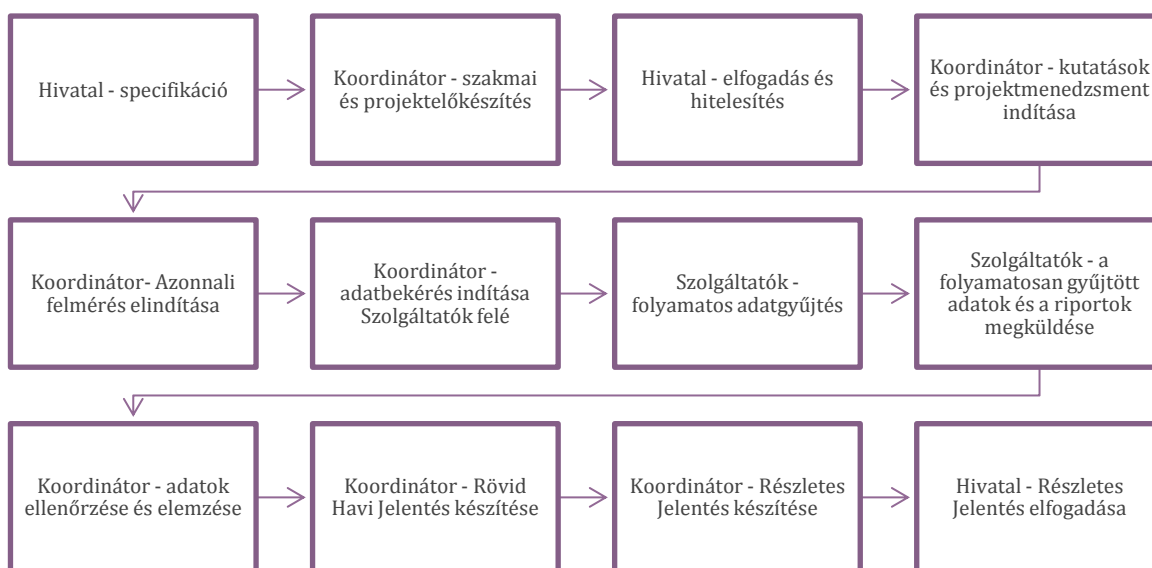 Hivatal - specifikáció
Koordinátor - szakmai
és projektelőkészítés
Hivatal - elfogadás és
hitelesítés
Koordinátor - kutatások
és projektmenedzsment
indítása
Koordinátor- Azonnali
felmérés elindítása
Koordinátor -
adatbekérés indítása
Szolgáltatók felé
Szolgáltatók -
folyamatos adatgyűjtés
Szolgáltatók - a
folyamatosan gyűjtött
adatok és a riportok
megküldése
Koordinátor - adatok
ellenőrzése és elemzése
Koordinátor - Rövid
Havi Jelentés készítése
Koordinátor - Részletes
Jelentés készítése
Hivatal - Részletes
Jelentés elfogadása